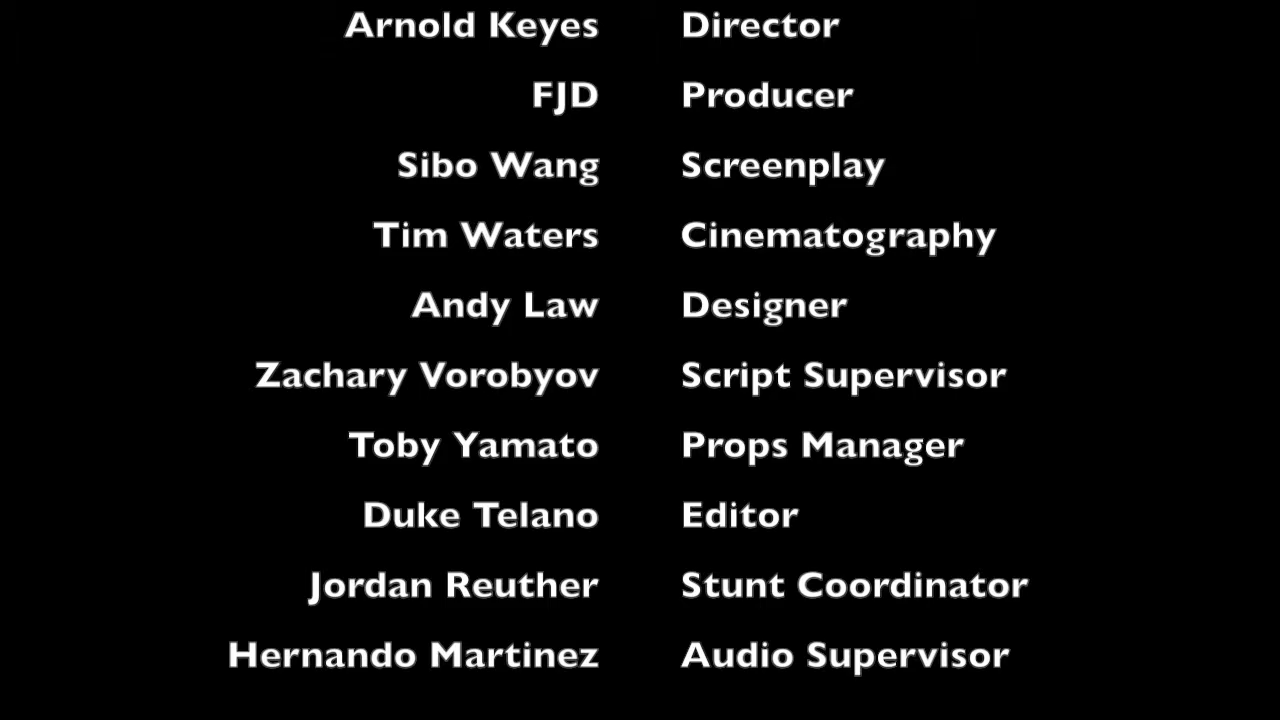 Arnold Keyes Director
FJD Producer
Sibo Wang Screenplay
Tim Waters Cinematography
Andy Law Designer
Zachary Vorobyov Script Supervisor
Toby Yamato Props Manager
Duke Telano Editor
Jordan Reuther Stunt Coordinator
Hernando Martinez Audio Supervisor